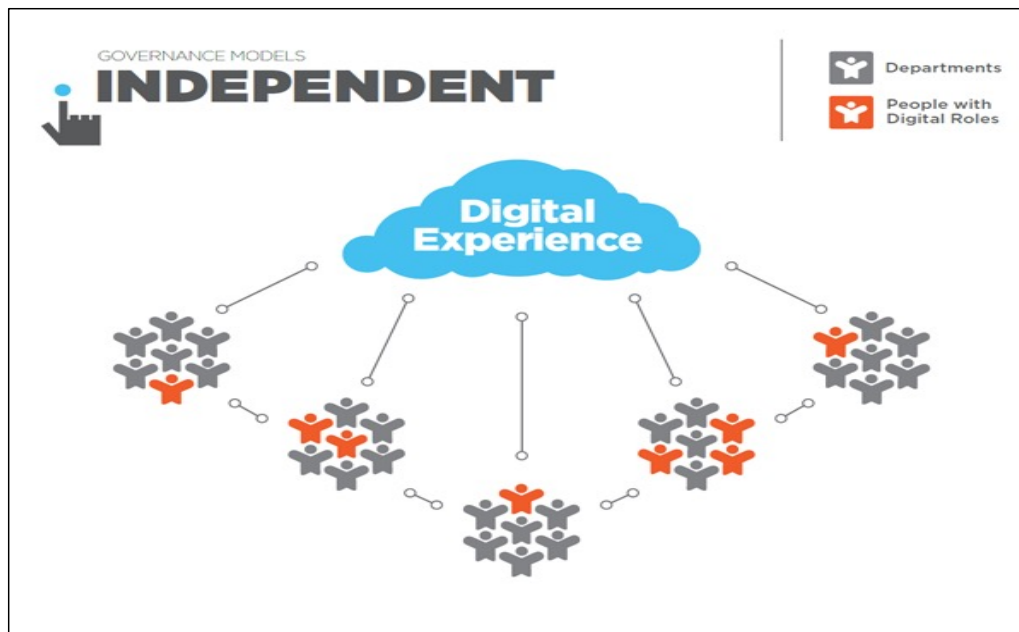 GOVERNANCE MODELS
INDEPENDENT
Departments
People with
Digital Roles
Digital
Experience